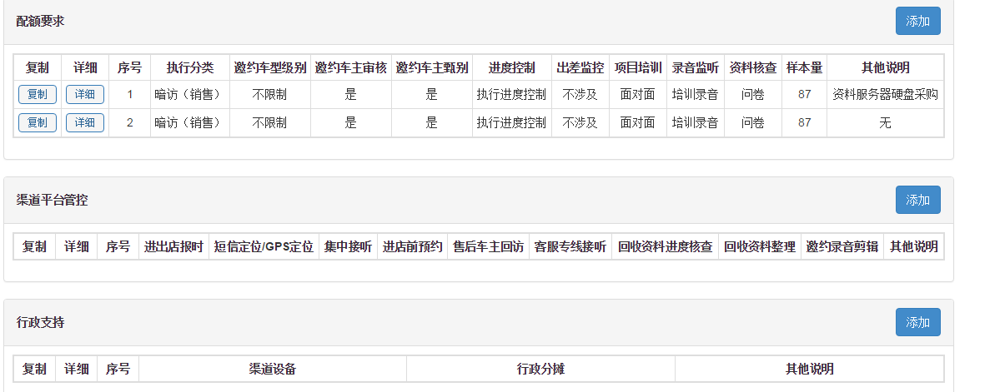 配额要求 添加
复制 详细 序号 执行分类 邀约车型级别 邀约车主审核 邀约车主甄别 进度控制 出差监控 项目培训 录音监听 资料核查 样本量 其他说明
复制 详细 1 暗访（销售） 不限制 是 是 执行进度控制 不涉及 面对面 培训录音 问卷 87 资料服务器硬盘采购
复制 详细 2 暗访（销售） 不限制 是 是 执行进度控制 不涉及 面对面 培训录音 问卷 87 无
渠道平台管控 添加
复制 详细 序号 进出店报时 短信定位/GPS定位 集中接听 进店前预约 售后车主回访 客服专线接听 回收资料进度核查 回收资料整理 邀约录音剪辑 其他说明
行政支持 添加
复制 详细 序号 渠道设备 行政分摊 其他说明